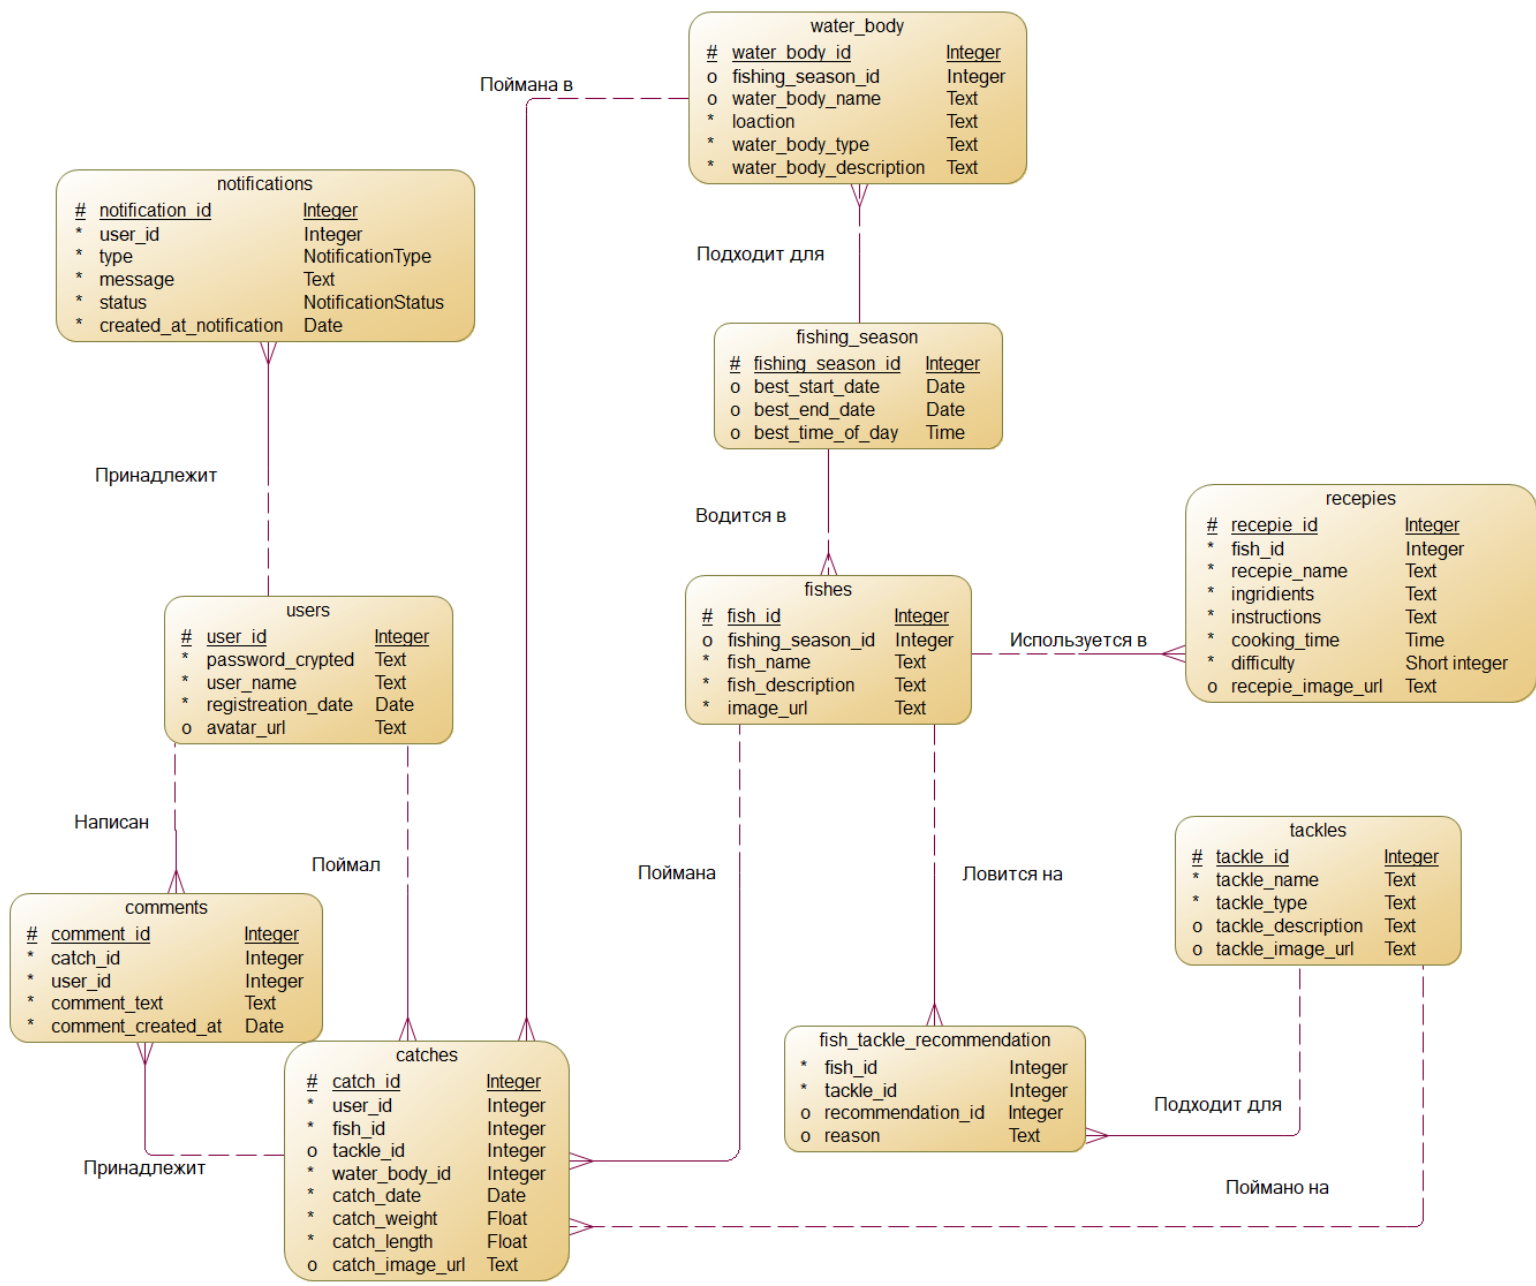 water_body
# water_body_id Integer
o fishing_season_id Integer
o water_body_name Text
* loaction Text
* water_body_type Text
* water_body_description Text
Поймана в
notifications
# notification_id Integer
* user_id Integer
* type NotificationType
* message Text
* status NotificationStatus
* created_at_notification Date
Подходит для
fishing_season
# fishing_season_id Integer
o best_start_date Date
o best_end_date Date
o best_time_of_day Time
Принадлежит
Водится в
recepies
# recepie_id Integer
* fish_id Integer
* recepie_name Text
* ingridients Text
* instructions Text
* cooking_time Time
* difficulty Short integer
o recepie_image_url Text
users
# user_id Integer
* password_crypted Text
* user_name Text
* registreation_date Date
o avatar_url Text
fishes
# fish_id Integer
o fishing_season_id Integer
* fish_name Text
* fish_description Text
* image_url Text
Используется в
Написан
Поймал
Поймана
Ловится на
tackles
# tackle_id Integer
* tackle_name Text
* tackle_type Text
o tackle_description Text
o tackle_image_url Text
comments
# comment_id Integer
* catch_id Integer
* user_id Integer
* comment_text Text
* comment_created_at Date
catches
# catch_id Integer
* user_id Integer
* fish_id Integer
o tackle_id Integer
* water_body_id Integer
* catch_date Date
* catch_weight Float
* catch_length Float
o catch_image_url Text
fish_tackle_recommendation
* fish_id Integer
* tackle_id Integer
o recommendation_id Integer
o reason Text
Подходит для
Принадлежит
Поймано на